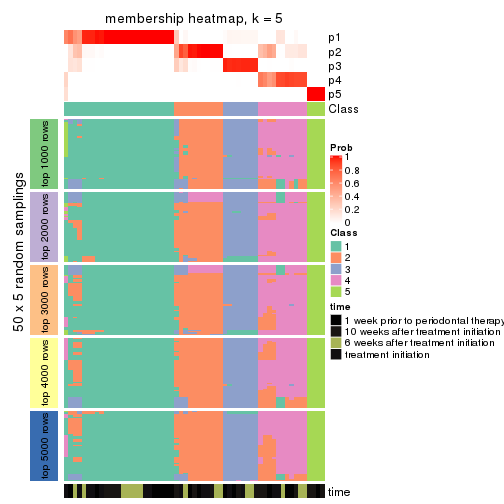 membership heatmap, k = 5
p1
p2
p3
p4
p5
Class
50 x 5 random samplings
top 1000 rows
top 2000 rows
top 3000 rows
top 4000 rows
top 5000 rows
time
Prob
1
0.8
0.6
0.4
0.2
0
Class
1
2
3
4
5
time
1 week prior to periodontal therapy
10 weeks after treatment initiation
6 weeks after treatment initiation
treatment initiation